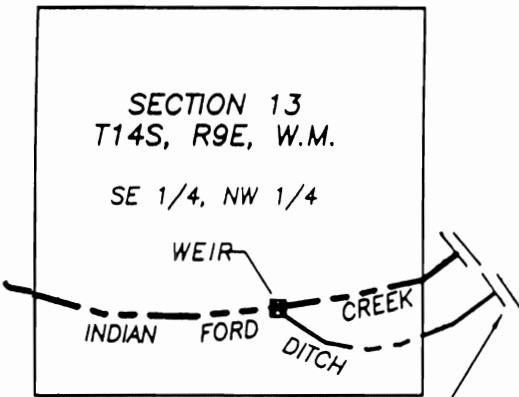 SECTION 13
T14S, R9E, W.M.
SE 1/4, NW 1/4
WEIR
INDIAN FORD CREEK
DITCH